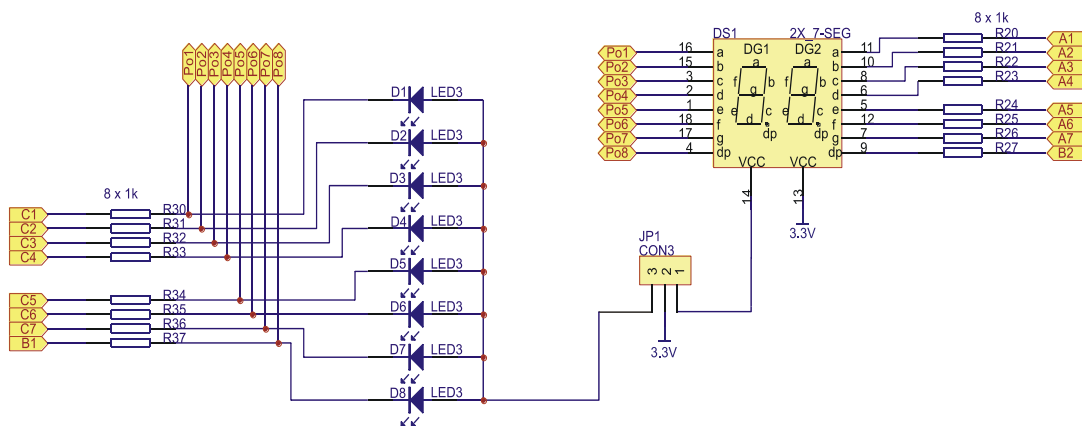 Po1 Po2 Po3 Po4 Po5 Po6 Po7 Po8
8 x 1k
C1 R30
C2 R31
C3 R32
C4 R33
C5 R34
C6 R35
C7 R36
B1 R37
D1 LED3
D2 LED3
D3 LED3
D4 LED3
D5 LED3
D6 LED3
D7 LED3
D8 LED3
JP1
CON3
3 2 1
3.3V
DS1 2X_7-SEG
DG1 DG2
a f b g e c d dp
a f b g e c d dp
Po1 16 a
Po2 15 b
Po3 3 c
Po4 2 d
Po5 1 e
Po6 18 f
Po7 17 g
Po8 4 dp
VCC VCC
14 13
3.3V
8 x 1k
a 11 R20 A1
b 10 R21 A2
c 8 R22 A3
d 6 R23 A4
e 5 R24 A5
f 12 R25 A6
g 7 R26 A7
dp 9 R27 B2